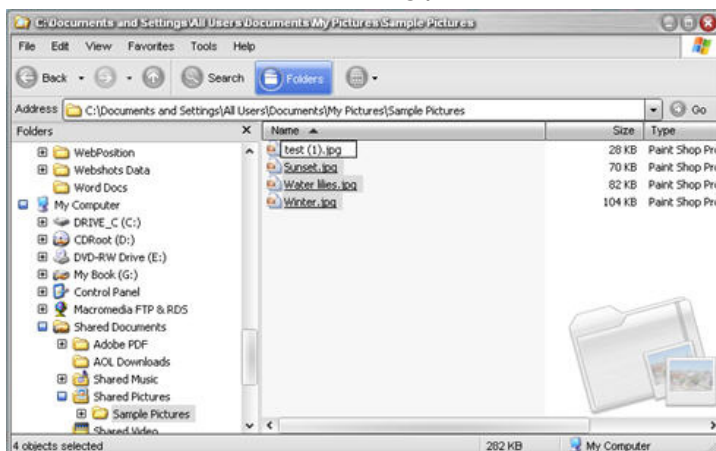 C:\Documents and Settings\All Users\Documents\My Pictures\Sample Pictures
File Edit View Favorites Tools Help
Back Search Folders
Address C:\Documents and Settings\All Users\Documents\My Pictures\Sample Pictures Go
Folders X Name Size Type
test (1).jpg 28 KB Paint Shop Pro
Sunset.jpg 70 KB Paint Shop Pro
Water lilies.jpg 82 KB Paint Shop Pro
Winter.jpg 104 KB Paint Shop Pro
WebPosition
Webshots Data
Word Docs
My Computer
DRIVE_C (C:)
CDRoot (D:)
DVD-RW Drive (E:)
My Book (G:)
Control Panel
Macromedia FTP & RDS
Shared Documents
Adobe PDF
AOL Downloads
Shared Music
Shared Pictures
Sample Pictures
Shared Video
4 objects selected 282 KB My Computer